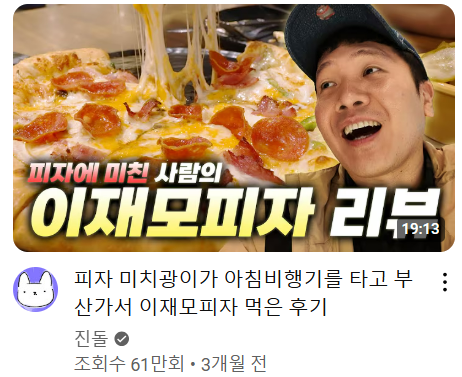 피자에 미친 사람의
이재모피자 리뷰
19:13
피자 미치광이가 아침비행기를 타고 부
산가서 이재모피자 먹은 후기
진돌
조회수 61만회 • 3개월 전